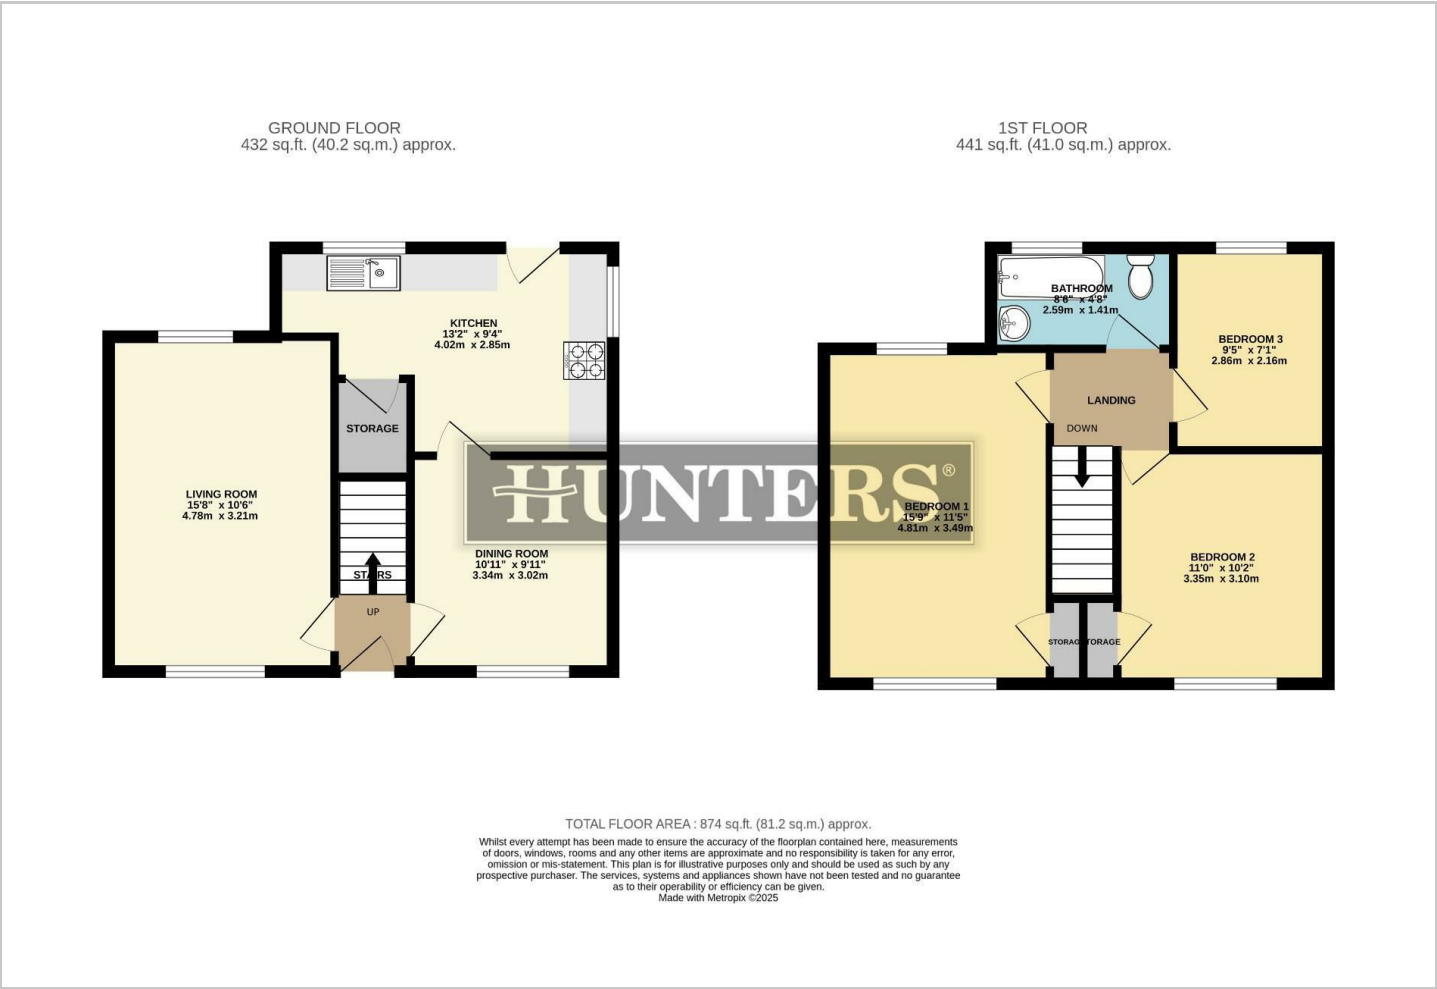 GROUND FLOOR
432 sq.ft. (40.2 sq.m.) approx.
1ST FLOOR
441 sq.ft. (41.0 sq.m.) approx.
KITCHEN
13'2" x 9'4"
4.02m x 2.85m
STORAGE
LIVING ROOM
15'8" x 10'6"
4.78m x 3.21m
DINING ROOM
10'11" x 9'11"
3.34m x 3.02m
STAIRS
UP
BATHROOM
8'6" x 4'8"
2.59m x 1.41m
BEDROOM 3
9'5" x 7'1"
2.86m x 2.16m
LANDING
DOWN
HUNTERS®
BEDROOM 1
15'9" x 11'5"
4.81m x 3.49m
BEDROOM 2
11'0" x 10'2"
3.35m x 3.10m
STORAGE
STORAGE
TOTAL FLOOR AREA : 874 sq.ft. (81.2 sq.m.) approx.
Whilst every attempt has been made to ensure the accuracy of the floorplan contained here, measurements
of doors, windows, rooms and any other items are approximate and no responsibility is taken for any error,
omission or mis-statement. This plan is for illustrative purposes only and should be used as such by any
prospective purchaser. The services, systems and appliances shown have not been tested and no guarantee
as to their operability or efficiency can be given.
Made with Metropix ©2025